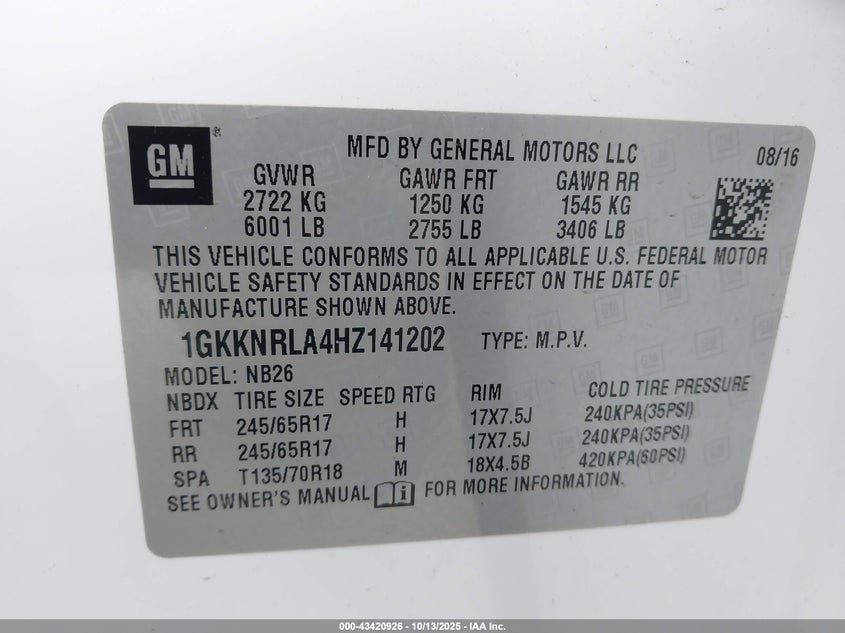 GM ®
MFD BY GENERAL MOTORS LLC 08/16
GVWR GAWR FRT GAWR RR
2722 KG 1250 KG 1545 KG
6001 LB 2755 LB 3406 LB
THIS VEHICLE CONFORMS TO ALL APPLICABLE U.S. FEDERAL MOTOR
VEHICLE SAFETY STANDARDS IN EFFECT ON THE DATE OF
MANUFACTURE SHOWN ABOVE.
1GKKNRLA4HZ141202 TYPE: M.P.V.
MODEL: NB26
NBDX TIRE SIZE SPEED RTG RIM COLD TIRE PRESSURE
FRT 245/65R17 H 17X7.5J 240KPA(35PSI)
RR 245/65R17 H 17X7.5J 240KPA(35PSI)
SPA T135/70R18 M 18X4.5B 420KPA(60PSI)
SEE OWNER'S MANUAL i FOR MORE INFORMATION.
000-43420926 - 10/13/2025 - IAA Inc.